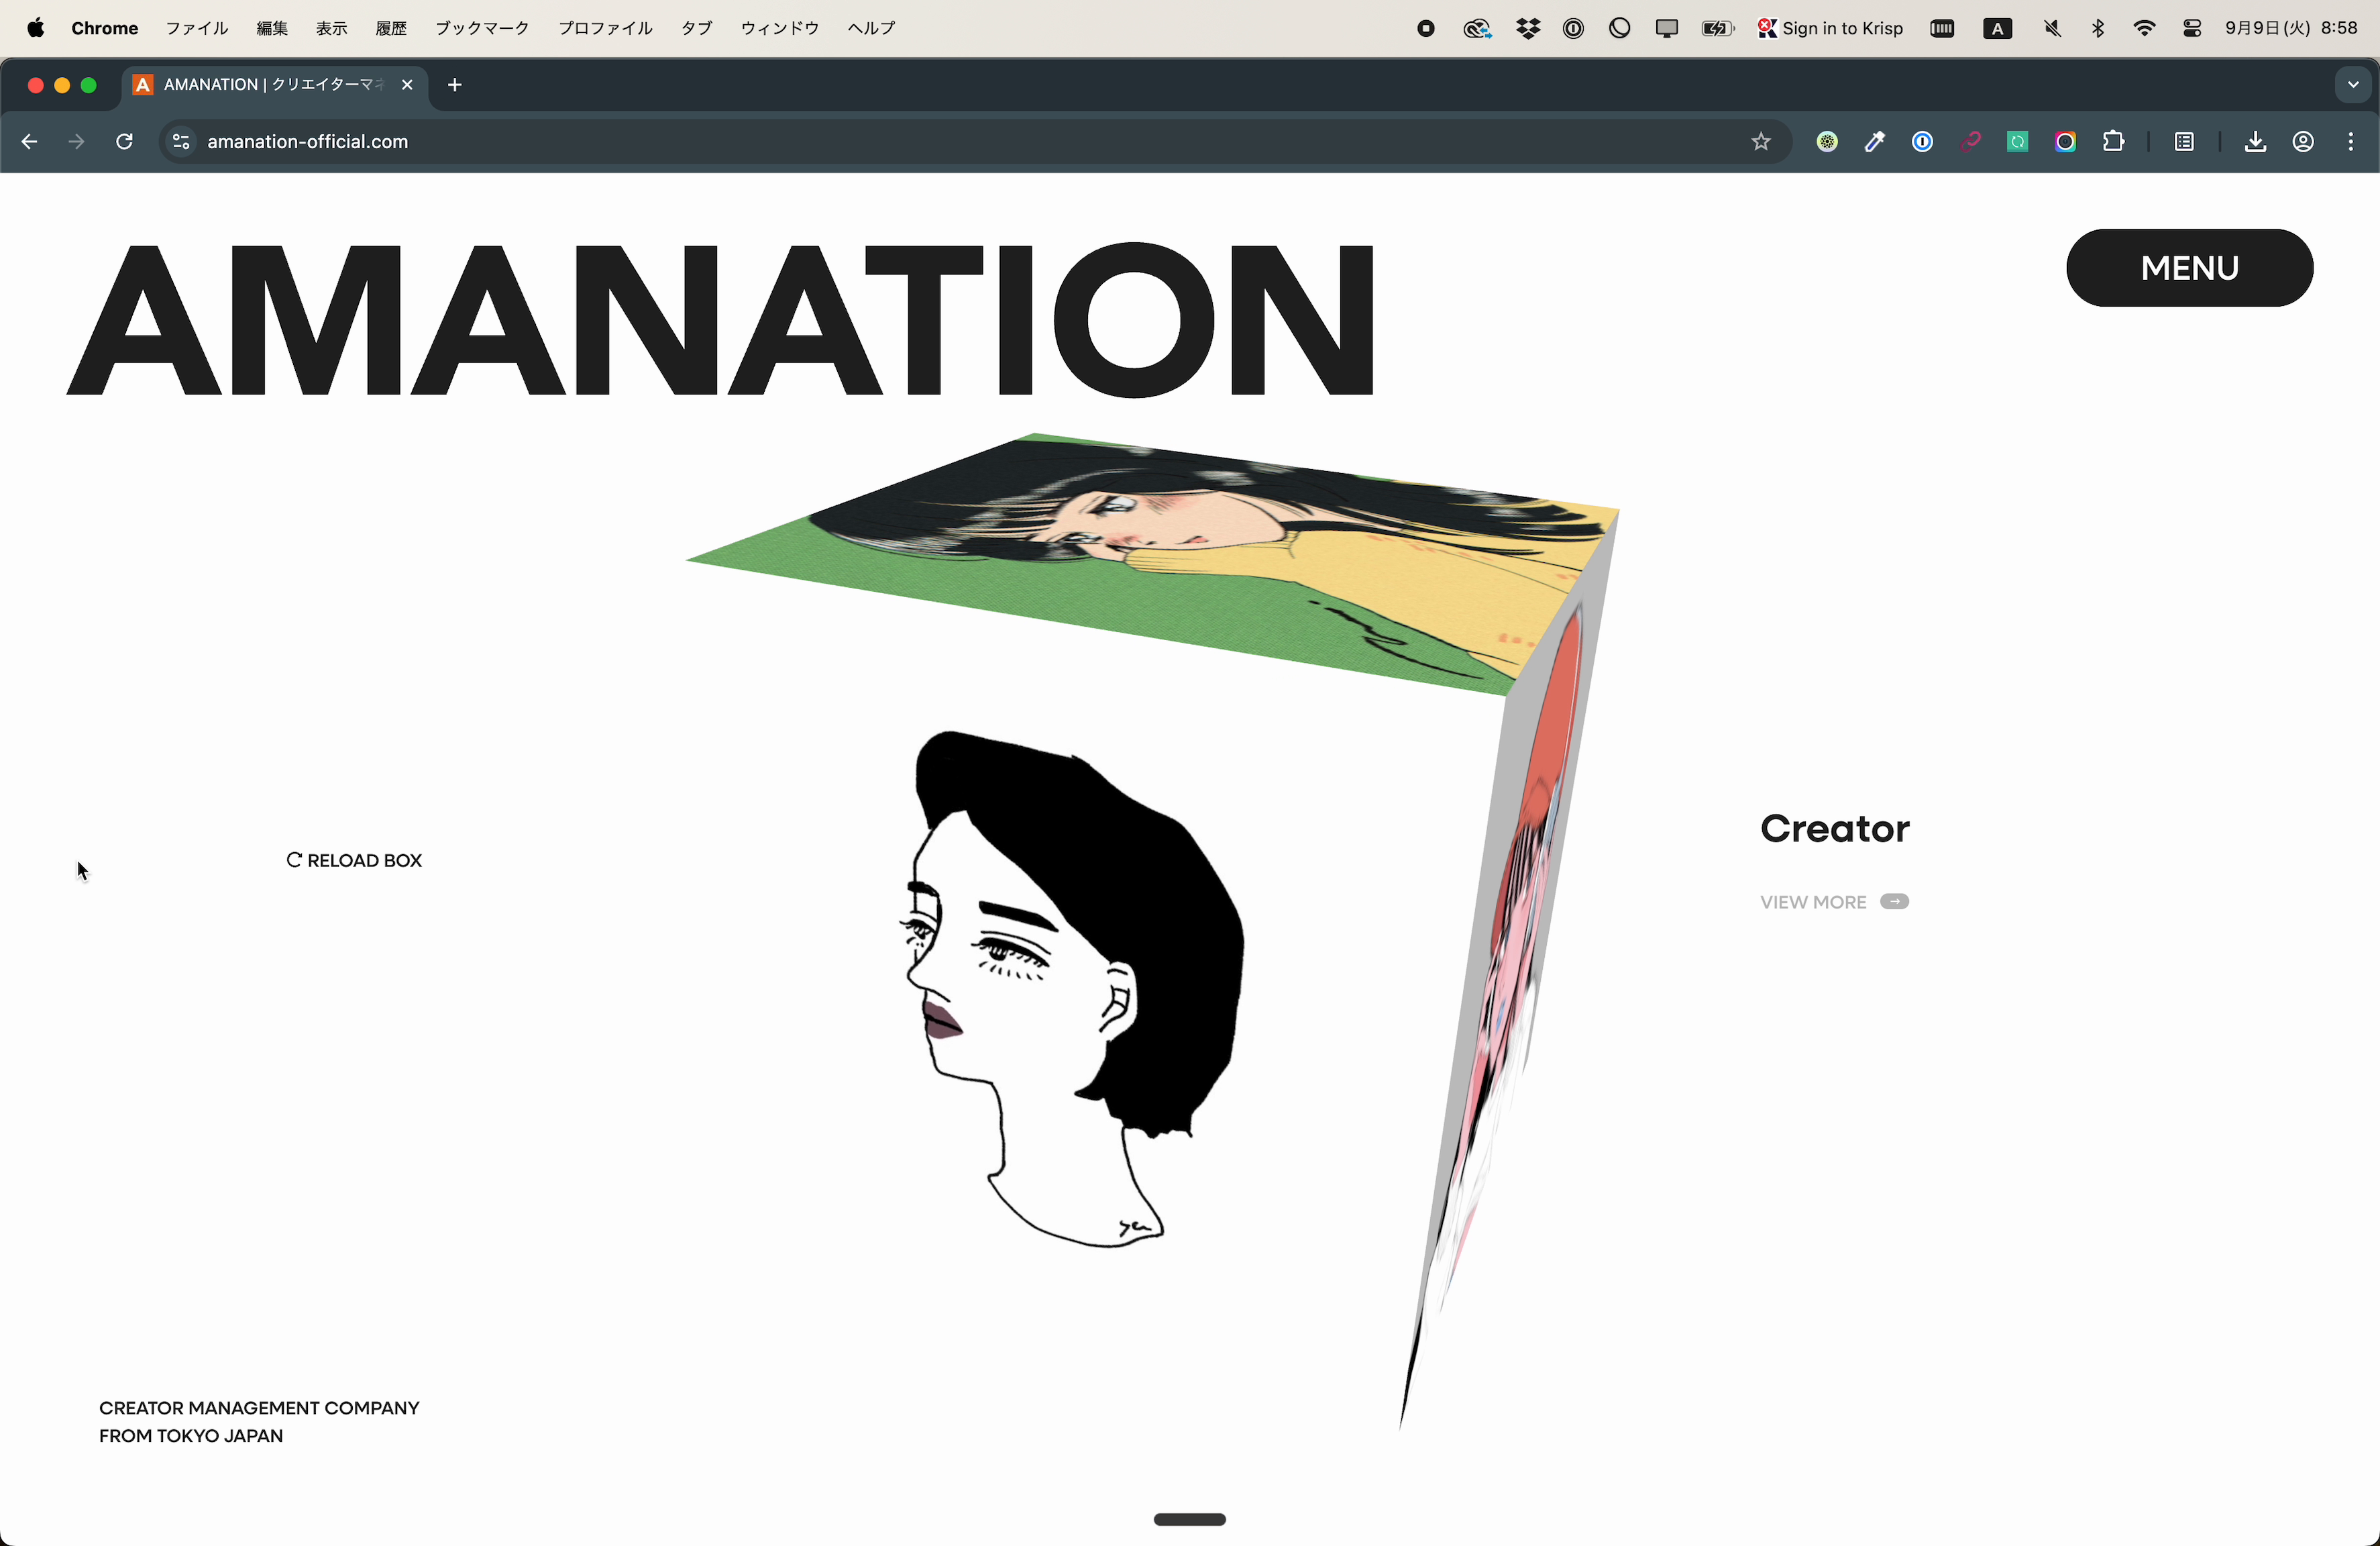 Chrome ファイル 編集 表示 履歴 ブックマーク プロファイル タブ ウィンドウ ヘルプ Sign in to Krisp A 9月9日(火) 8:58
A AMANATION | クリエイターマネ
amanation-official.com
AMANATION
MENU
Creator
RELOAD BOX
VIEW MORE
CREATOR MANAGEMENT COMPANY
FROM TOKYO JAPAN